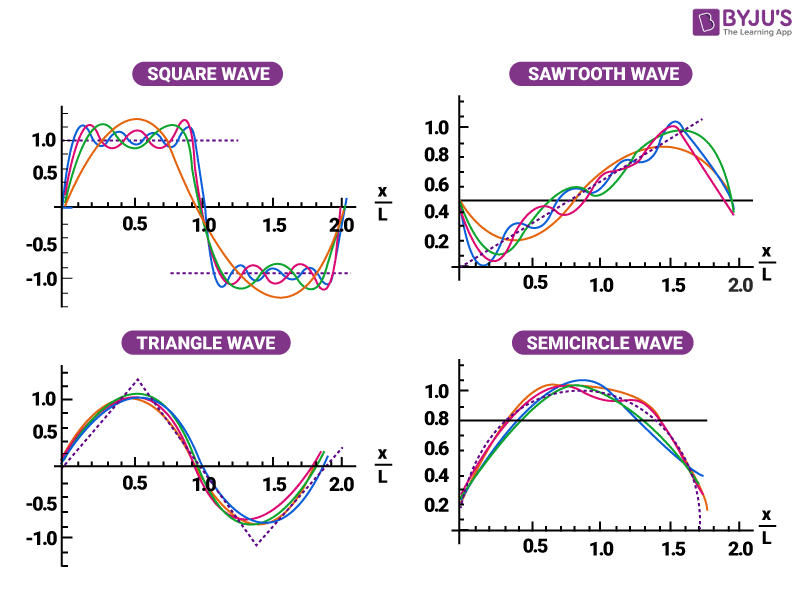 BYJU'S
The Learning App
SQUARE WAVE
1.0
0.5
-0.5
-1.0
0.5
1.0
1.5
2.0
x
L
SAWTOOTH WAVE
1.0
0.8
0.6
0.4
0.2
0.5
1.0
1.5
2.0
x
L
TRIANGLE WAVE
1.0
0.5
-0.5
-1.0
0.5
1.0
1.5
2.0
x
L
SEMICIRCLE WAVE
1.0
0.8
0.6
0.4
0.2
0.5
1.0
1.5
2.0
x
L